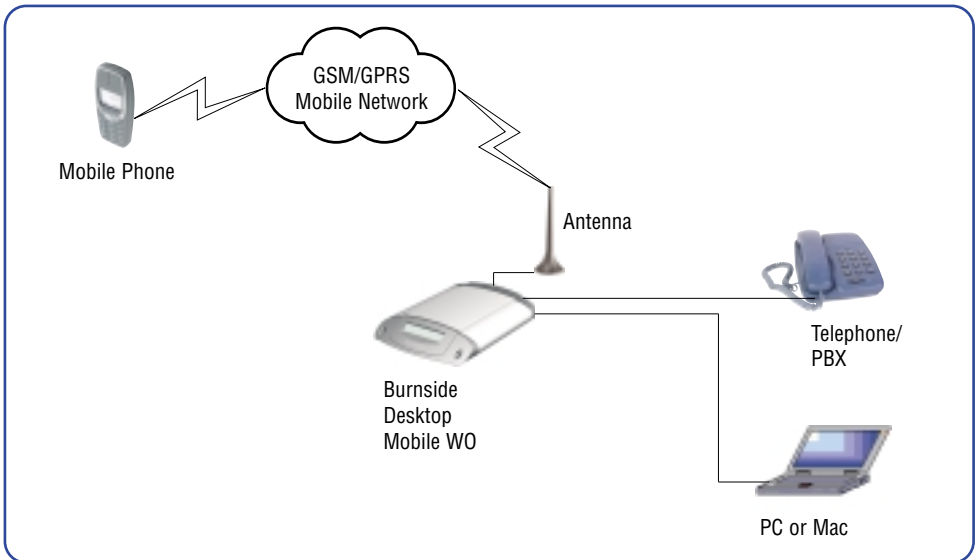 GSM/GPRS
Mobile Network
Mobile Phone
Antenna
Telephone/
PBX
Burnside
Desktop
Mobile WO
PC or Mac